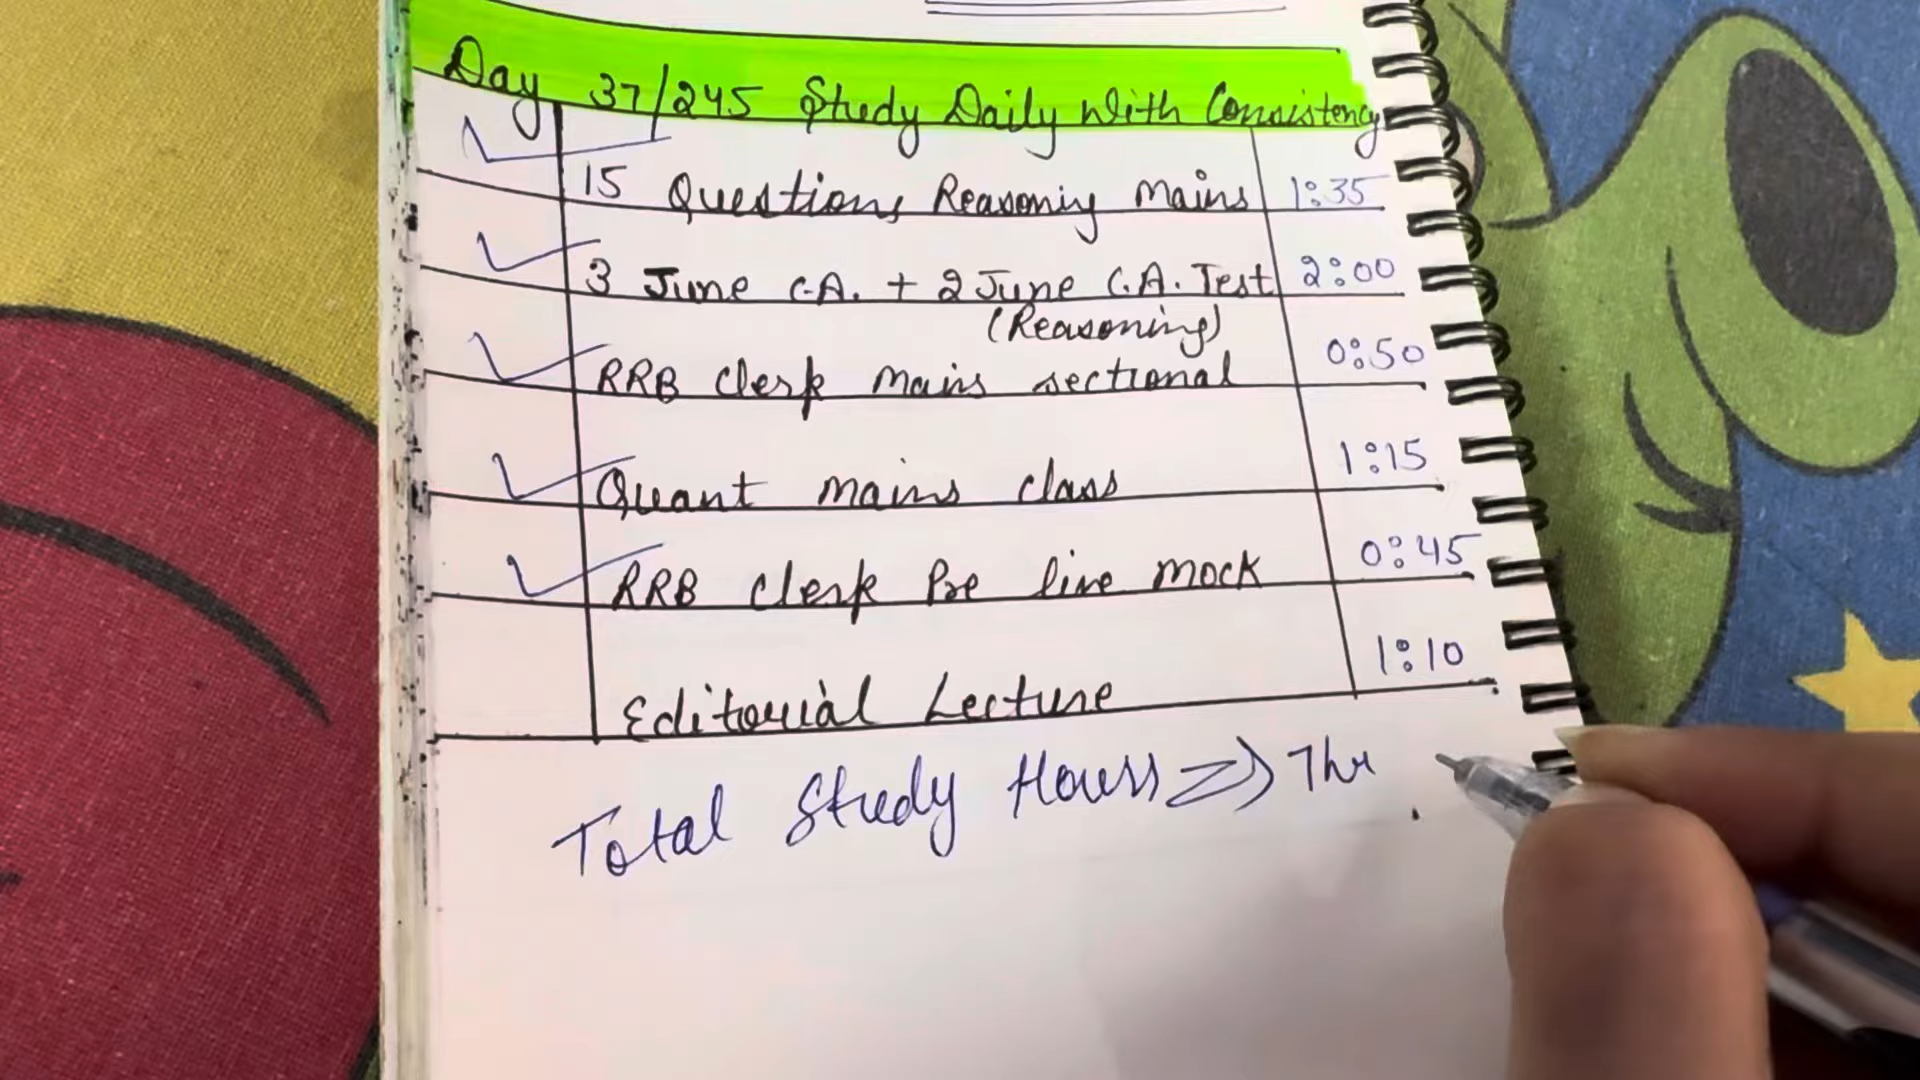 Day 37/245 Study Daily With Consistency
15 Questions Reasoning Mains 1:35
3 June C.A. + 2 June C.A. Test 2:00
(Reasoning)
RRB Clerk Mains sectional 0:50
Quant mains class 1:15
RRB Clerk Pre live Mock 0:45
Editorial Lecture 1:10
Total Study Hours => 7hr